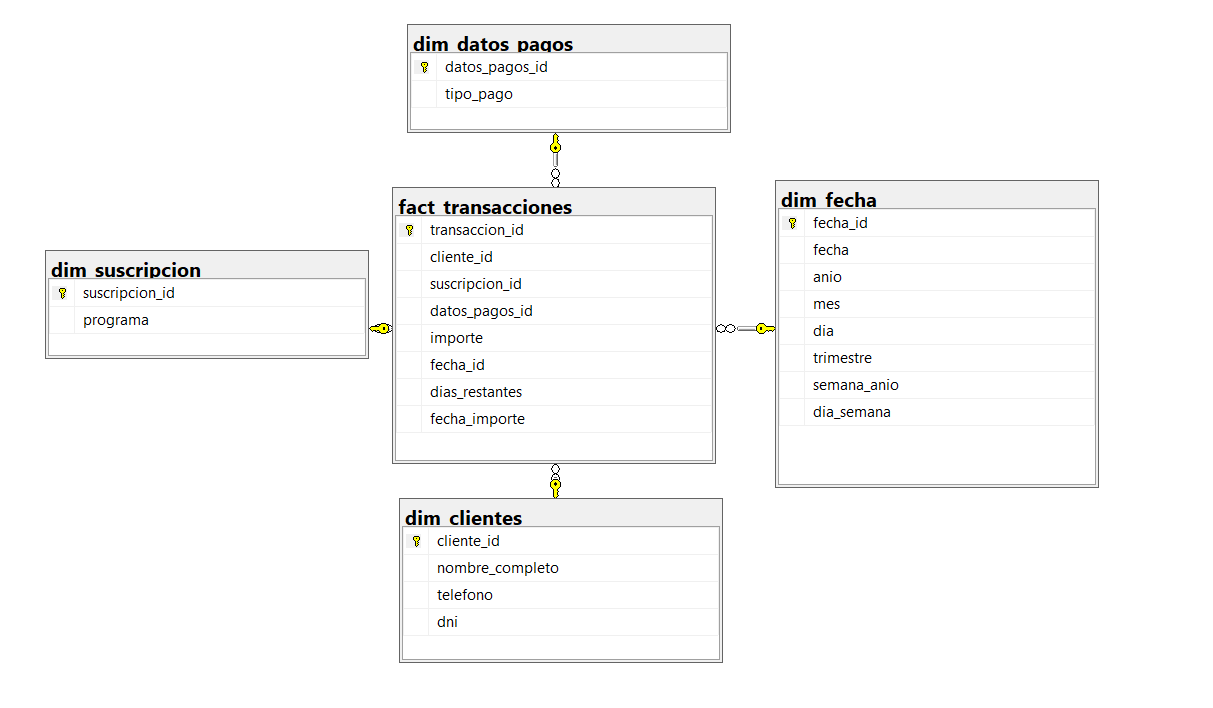 dim_datos_pagos
datos_pagos_id
tipo_pago
fact_transacciones
transaccion_id
cliente_id
suscripcion_id
datos_pagos_id
importe
fecha_id
dias_restantes
fecha_importe
dim_fecha
fecha_id
fecha
anio
mes
dia
trimestre
semana_anio
dia_semana
dim_suscripcion
suscripcion_id
programa
dim_clientes
cliente_id
nombre_completo
telefono
dni